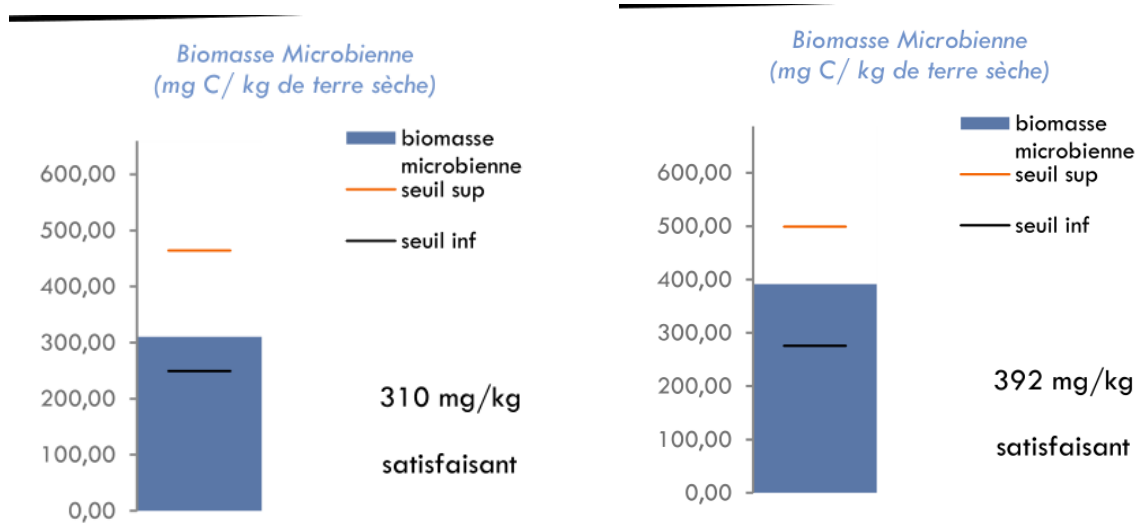 Biomasse Microbienne
(mg C/ kg de terre sèche)
biomasse
microbienne
seuil sup
seuil inf
600,00
500,00
400,00
300,00
200,00
100,00
0,00
310 mg/kg
satisfaisant
Biomasse Microbienne
(mg C/ kg de terre sèche)
biomasse
microbienne
seuil sup
seuil inf
600,00
500,00
400,00
300,00
200,00
100,00
0,00
392 mg/kg
satisfaisant